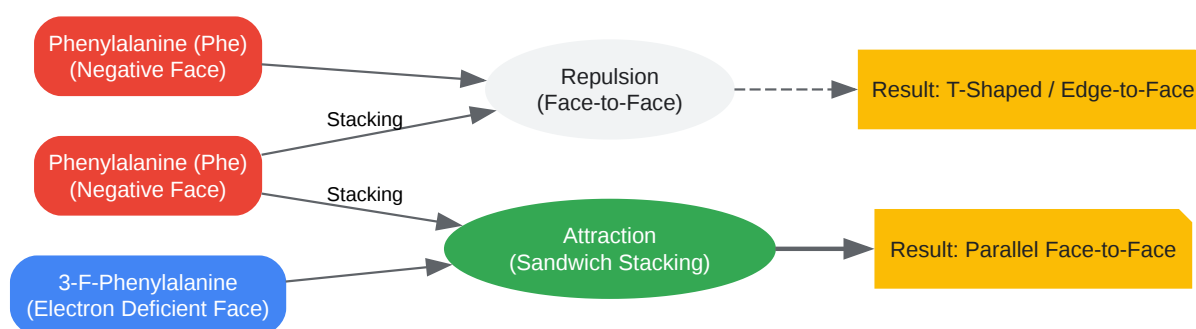 Phenylalanine (Phe)
(Negative Face)
Repulsion
(Face-to-Face)
Result: T-Shaped / Edge-to-Face
Stacking
Phenylalanine (Phe)
(Negative Face)
Stacking
Attraction
(Sandwich Stacking)
Result: Parallel Face-to-Face
3-F-Phenylalanine
(Electron Deficient Face)